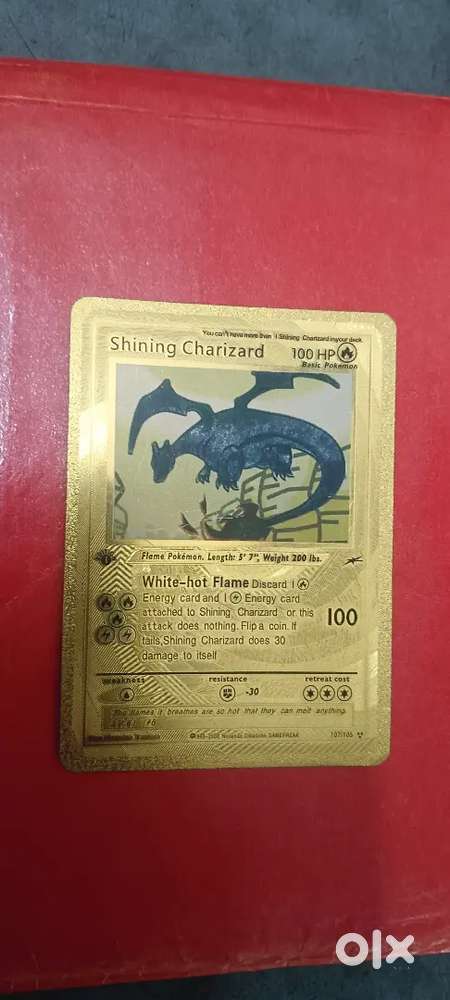 You can't have more than 1 Shining Charizard in your deck.
Shining Charizard 100 HP
Basic Pokemon
Flame Pokémon. Length: 5' 7", Weight 200 lbs.
White-hot Flame Discard 1
Energy card and 1 Energy card
attached to Shining Charizard or this
attack does nothing. Flip a coin. If
tails,Shining Charizard does 30
damage to itself
100
weakness resistance retreat cost
-30
The flames it breathes are so hot that they can melt anything.
107/105
olx